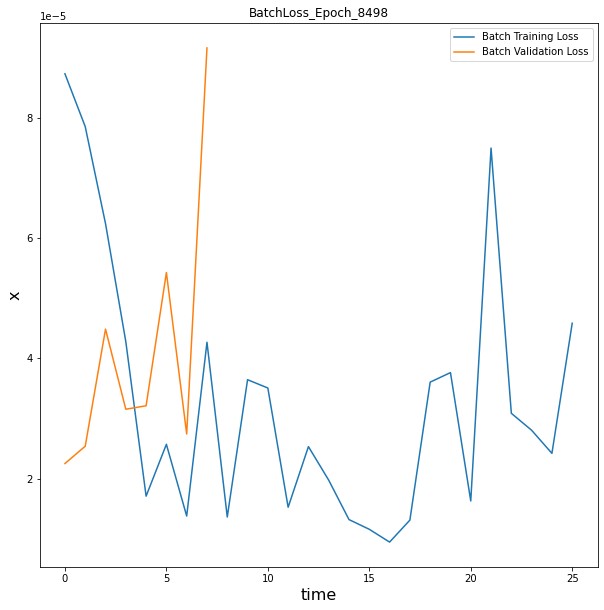 BatchLoss_Epoch_8498
1e−5
Batch Training Loss
Batch Validation Loss
8
6
x
4
2
0 5 10 15 20 25
time